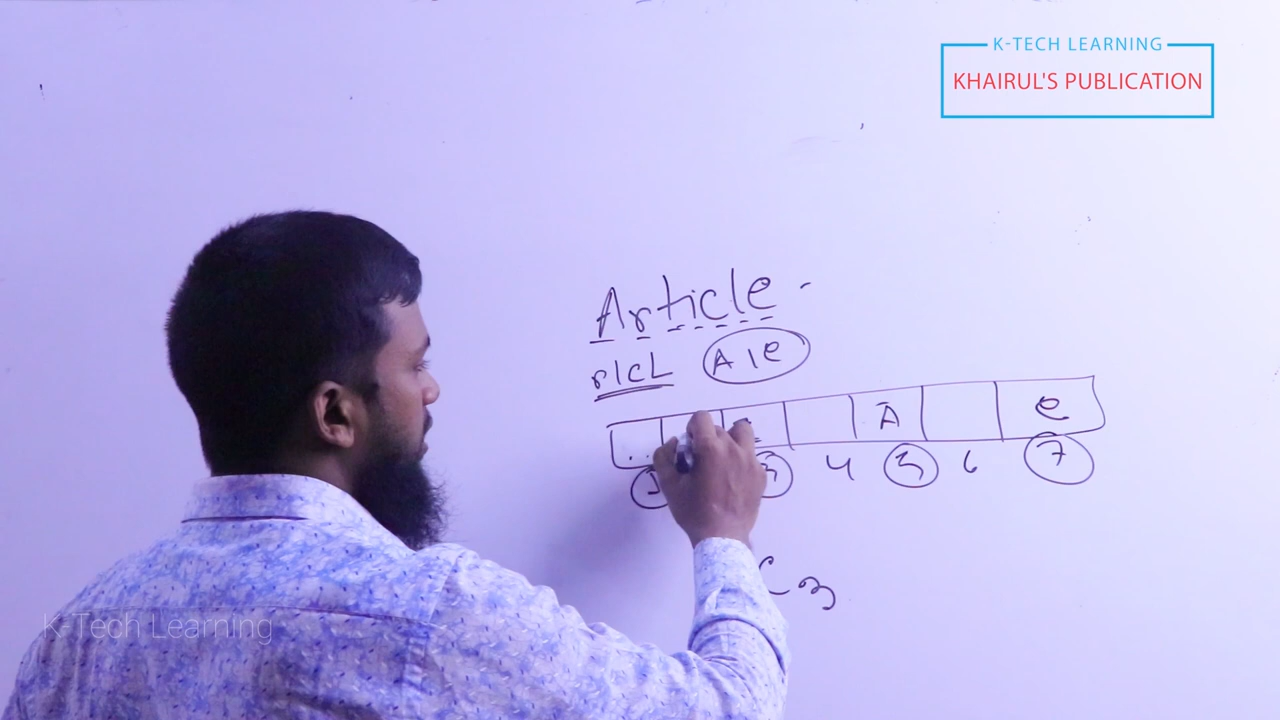 K-TECH LEARNING
KHAIRUL'S PUBLICATION
Article -
rlcL A I e
A e
4 5 6 7
K-Tech Learning